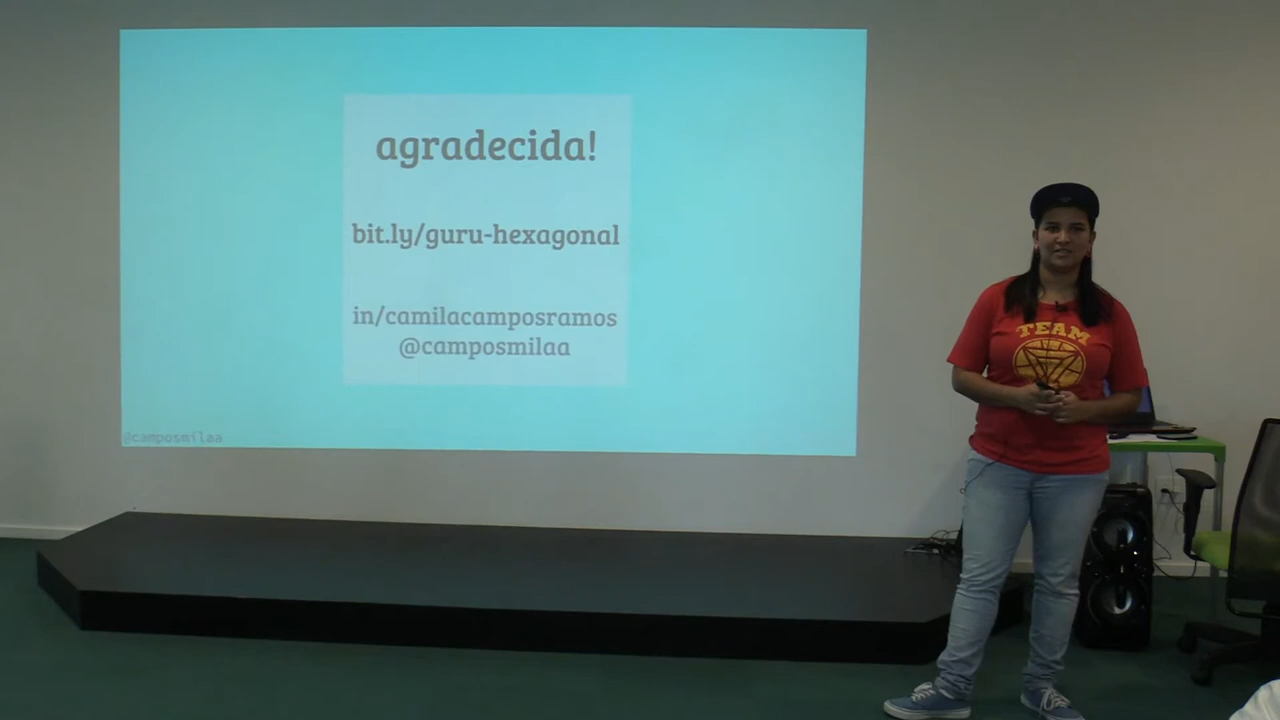 agradecida!
bit.ly/guru-hexagonal
in/camilacamposramos
@camposmilaa
@camposmilaa
TEAM